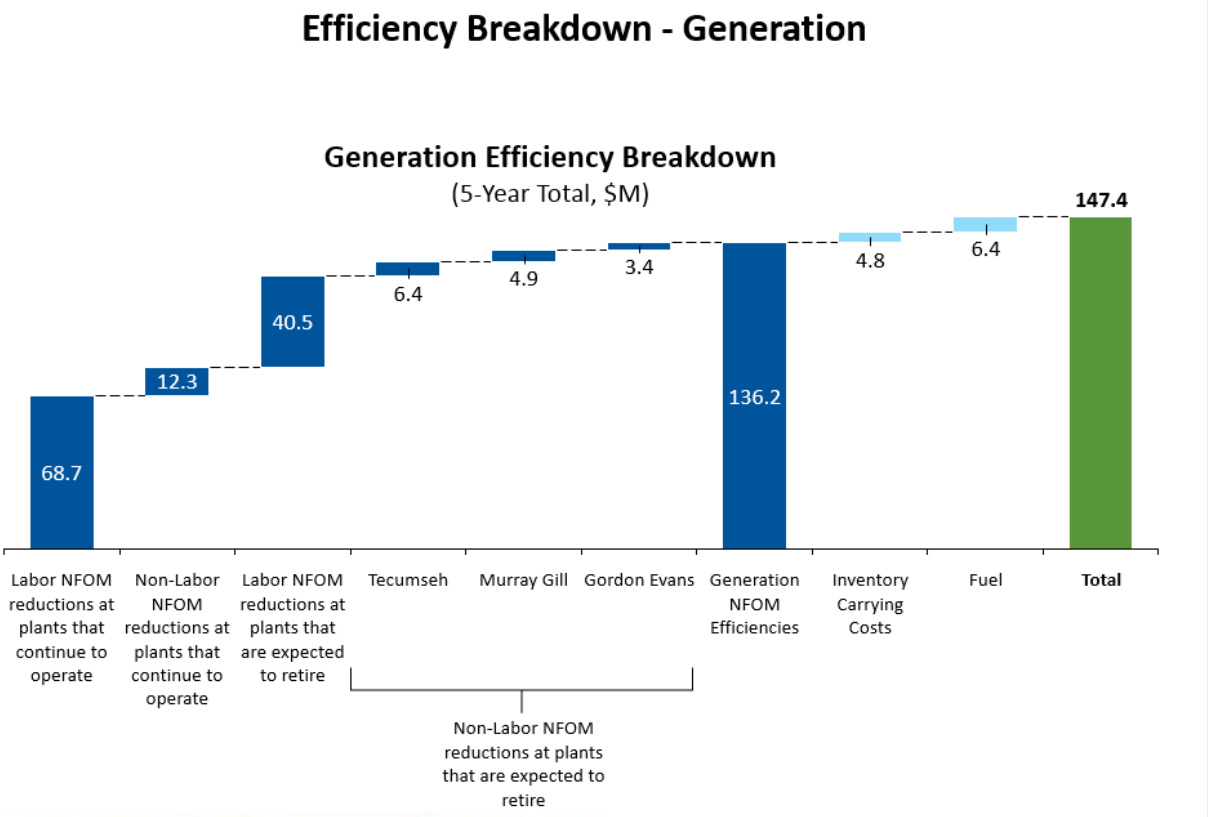 Efficiency Breakdown - Generation
Generation Efficiency Breakdown
(5-Year Total, $M)
147.4
6.4
4.8
3.4
4.9
6.4
40.5
12.3
136.2
68.7
Labor NFOM
reductions at
plants that
continue to
operate
Non-Labor
NFOM
reductions at
plants that
continue to
operate
Labor NFOM
reductions at
plants that
are expected
to retire
Tecumseh
Murray Gill
Gordon Evans
Generation
NFOM
Efficiencies
Inventory
Carrying
Costs
Fuel
Total
Non-Labor NFOM
reductions at plants
that are expected to
retire